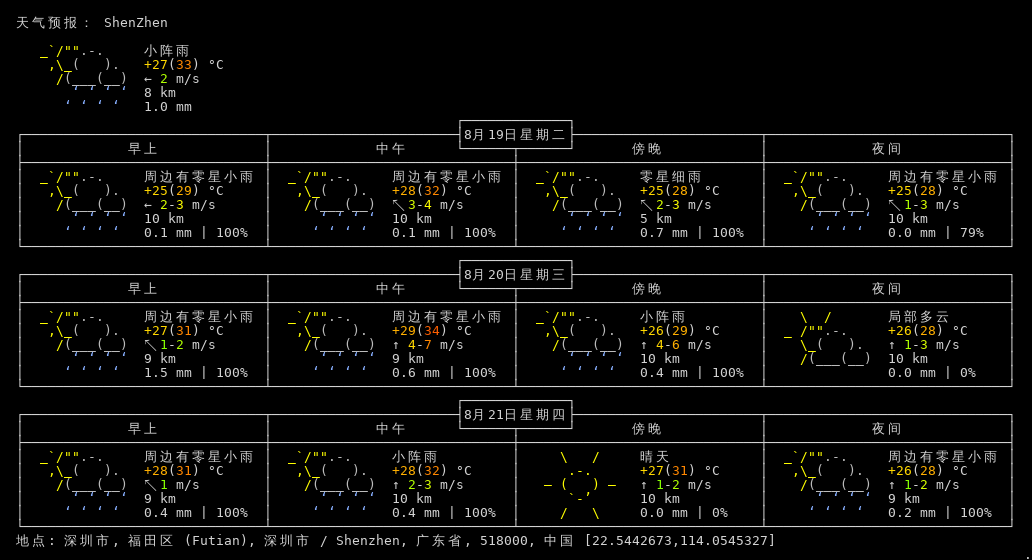 天气预报： ShenZhen
小阵雨
+27(33) °C
← 2 m/s
8 km
1.0 mm
8月19日星期二
早上 中午 傍晚 夜间
周边有零星小雨 周边有零星小雨 零星细雨 周边有零星小雨
+25(29) °C +28(32) °C +25(28) °C +25(28) °C
← 2-3 m/s ↖ 3-4 m/s ↖ 2-3 m/s ↖ 1-3 m/s
10 km 10 km 5 km 10 km
0.1 mm | 100% 0.1 mm | 100% 0.7 mm | 100% 0.0 mm | 79%
8月20日星期三
早上 中午 傍晚 夜间
周边有零星小雨 周边有零星小雨 小阵雨 局部多云
+27(31) °C +29(34) °C +26(29) °C +26(28) °C
↖ 1-2 m/s ↑ 4-7 m/s ↑ 4-6 m/s ↑ 1-3 m/s
9 km 9 km 10 km 10 km
1.5 mm | 100% 0.6 mm | 100% 0.4 mm | 100% 0.0 mm | 0%
8月21日星期四
早上 中午 傍晚 夜间
周边有零星小雨 小阵雨 晴天 周边有零星小雨
+28(31) °C +28(32) °C +27(31) °C +26(28) °C
↖ 1 m/s ↑ 2-3 m/s ↑ 1-2 m/s ↑ 1-2 m/s
9 km 10 km 10 km 9 km
0.4 mm | 100% 0.4 mm | 100% 0.0 mm | 0% 0.2 mm | 100%
地点: 深圳市, 福田区 (Futian), 深圳市 / Shenzhen, 广东省, 518000, 中国 [22.5442673,114.0545327]